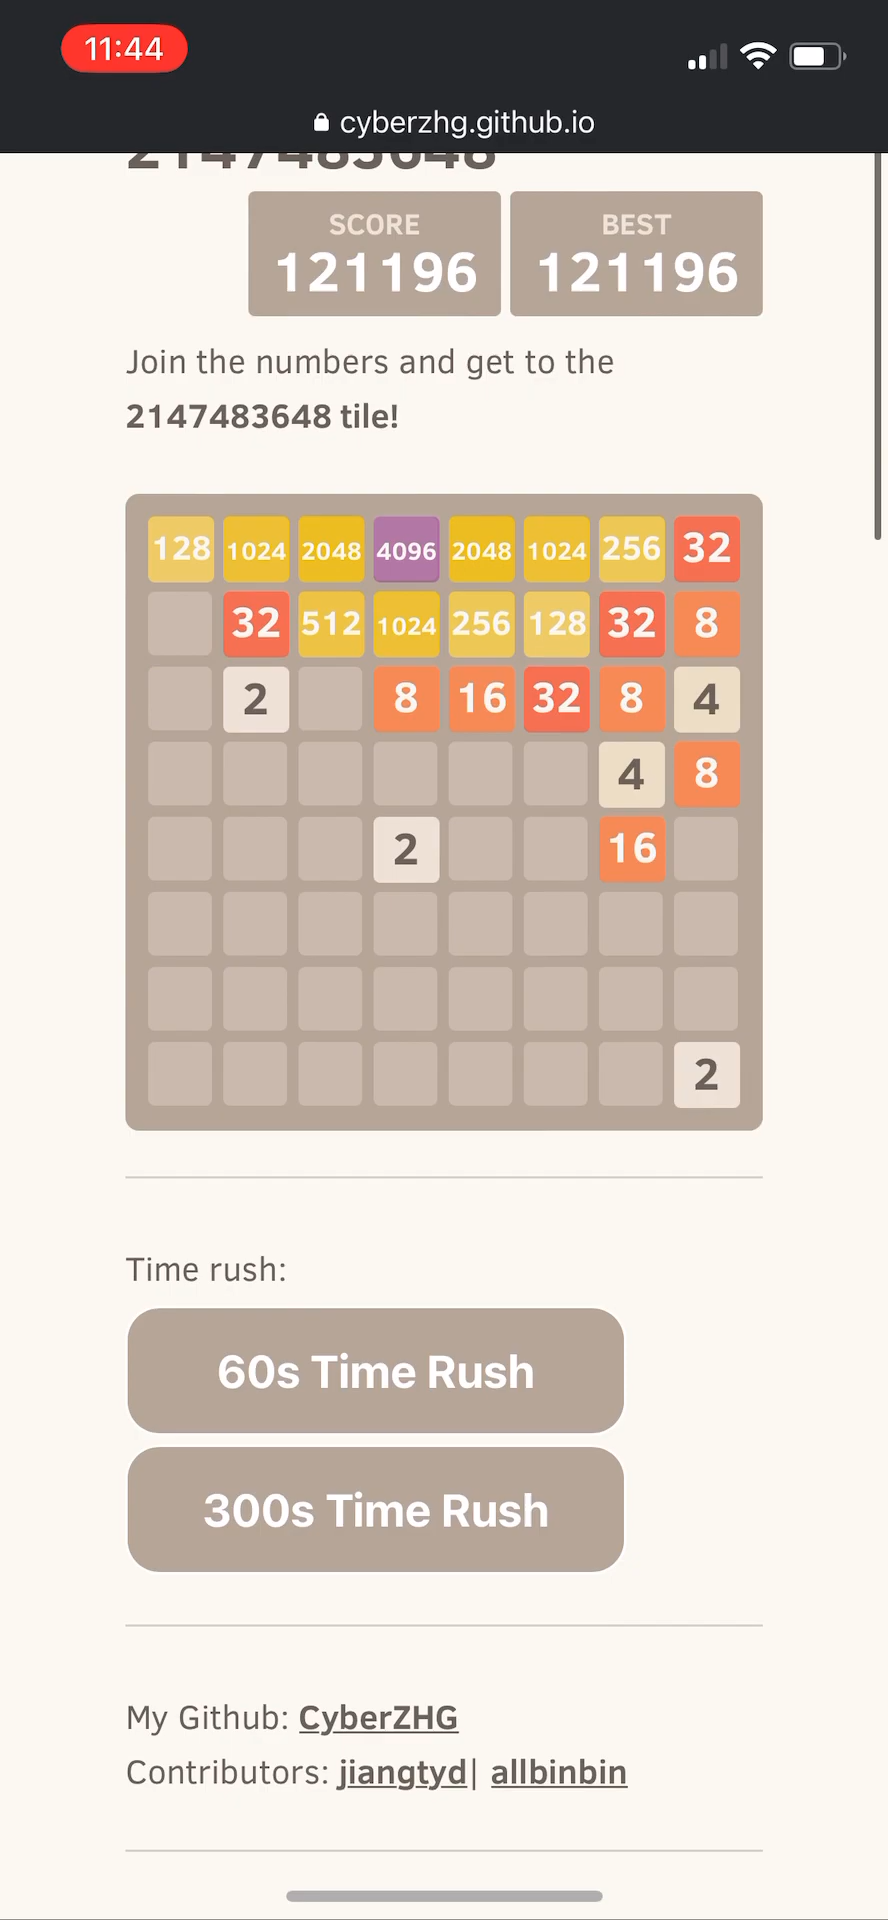 11:44
cyberzhg.github.io
2147483648
SCORE BEST
121196 121196
Join the numbers and get to the
2147483648 tile!
128 1024 2048 4096 2048 1024 256 32
32 512 1024 256 128 32 8
2 8 16 32 8 4
4 8
2 16
2
Time rush:
60s Time Rush
300s Time Rush
My Github: CyberZHG
Contributors: jiangtyd| allbinbin